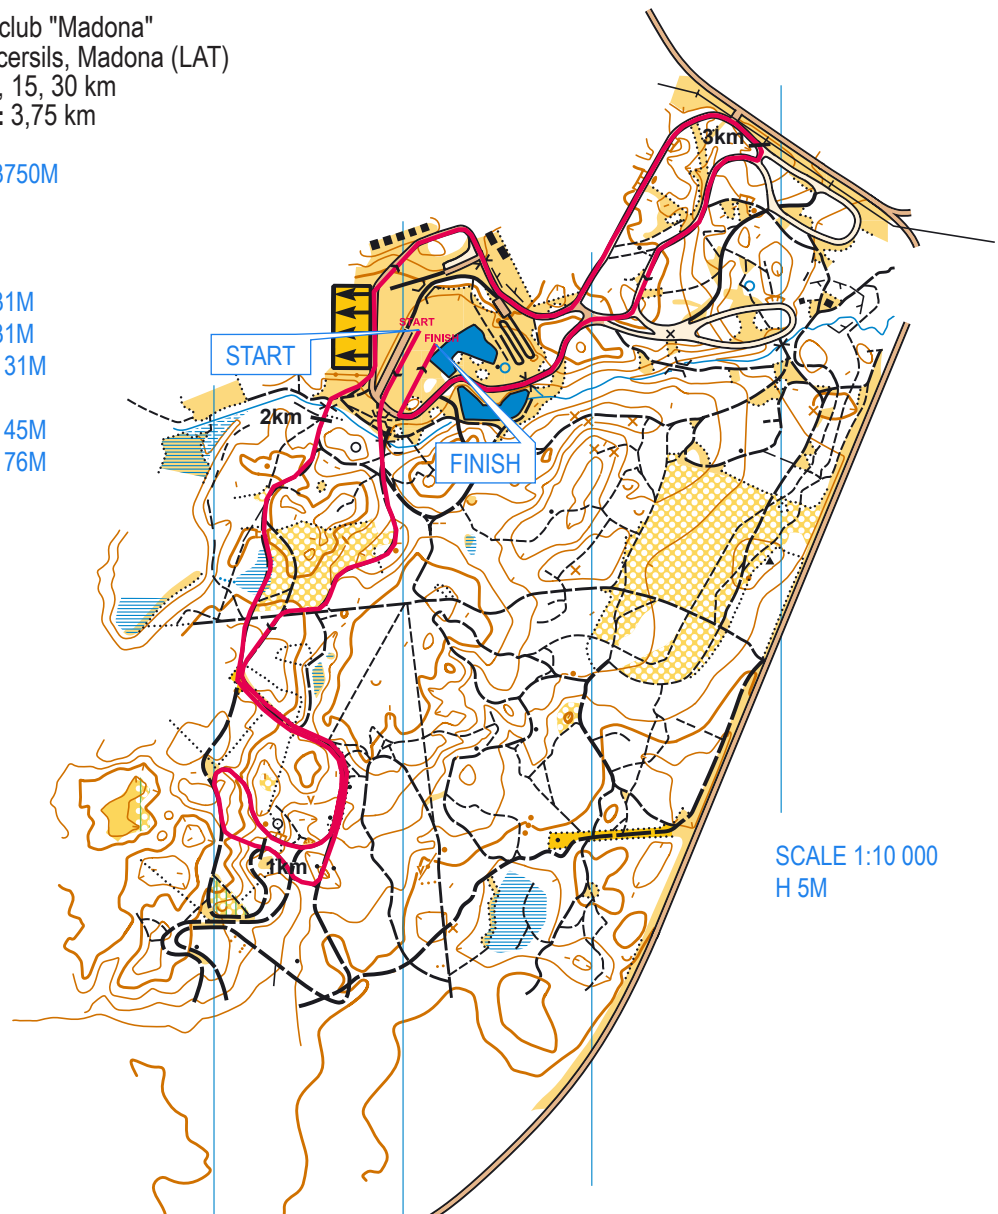 club "Madona"
cersils, Madona (LAT)
, 15, 30 km
: 3,75 km
3750M
31M
31M
31M
45M
76M
3km
START
FINISH
START
2km
FINISH
1km
SCALE 1:10 000
H 5M